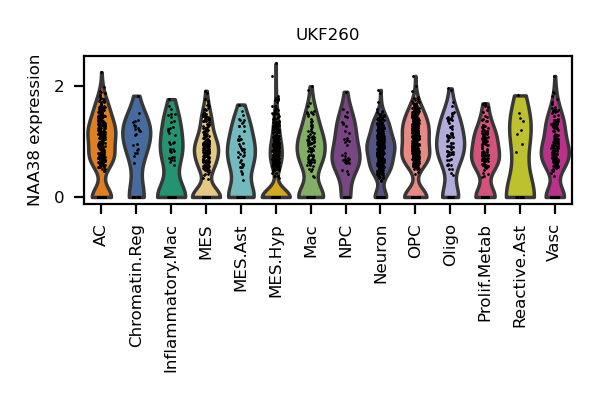 UKF260
NAA38 expression
2
0
AC
Chromatin.Reg
Inflammatory.Mac
MES
MES.Ast
MES.Hyp
Mac
NPC
Neuron
OPC
Oligo
Prolif.Metab
Reactive.Ast
Vasc